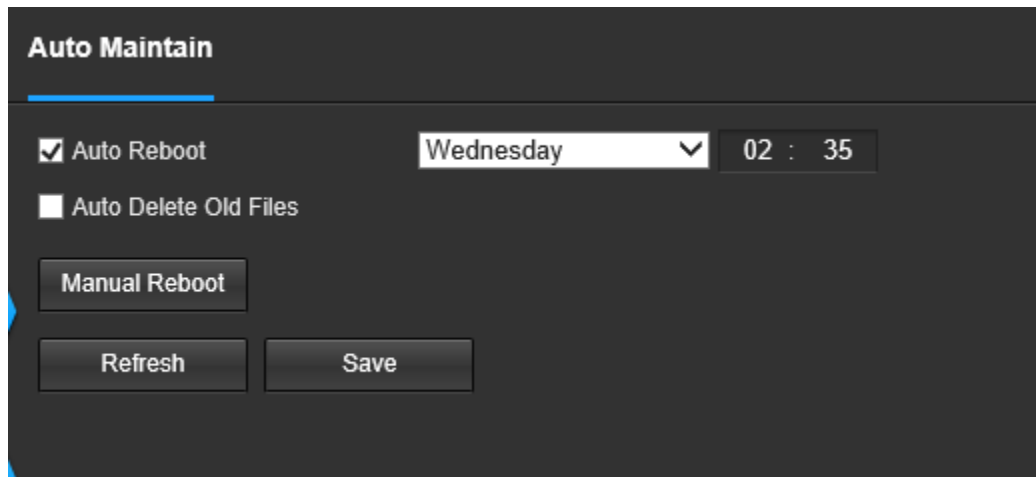 Auto Maintain
Auto Reboot Wednesday 02 : 35
Auto Delete Old Files
Manual Reboot
Refresh Save